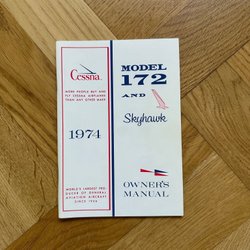 Cessna
MORE PEOPLE BUY AND
FLY CESSNA AIRPLANES
THAN ANY OTHER MAKE
1974
WORLD'S LARGEST PRO-
DUCER OF GENERAL
AVIATION AIRCRAFT
SINCE 1956
MODEL
172
AND
Skyhawk
OWNER'S
MANUAL